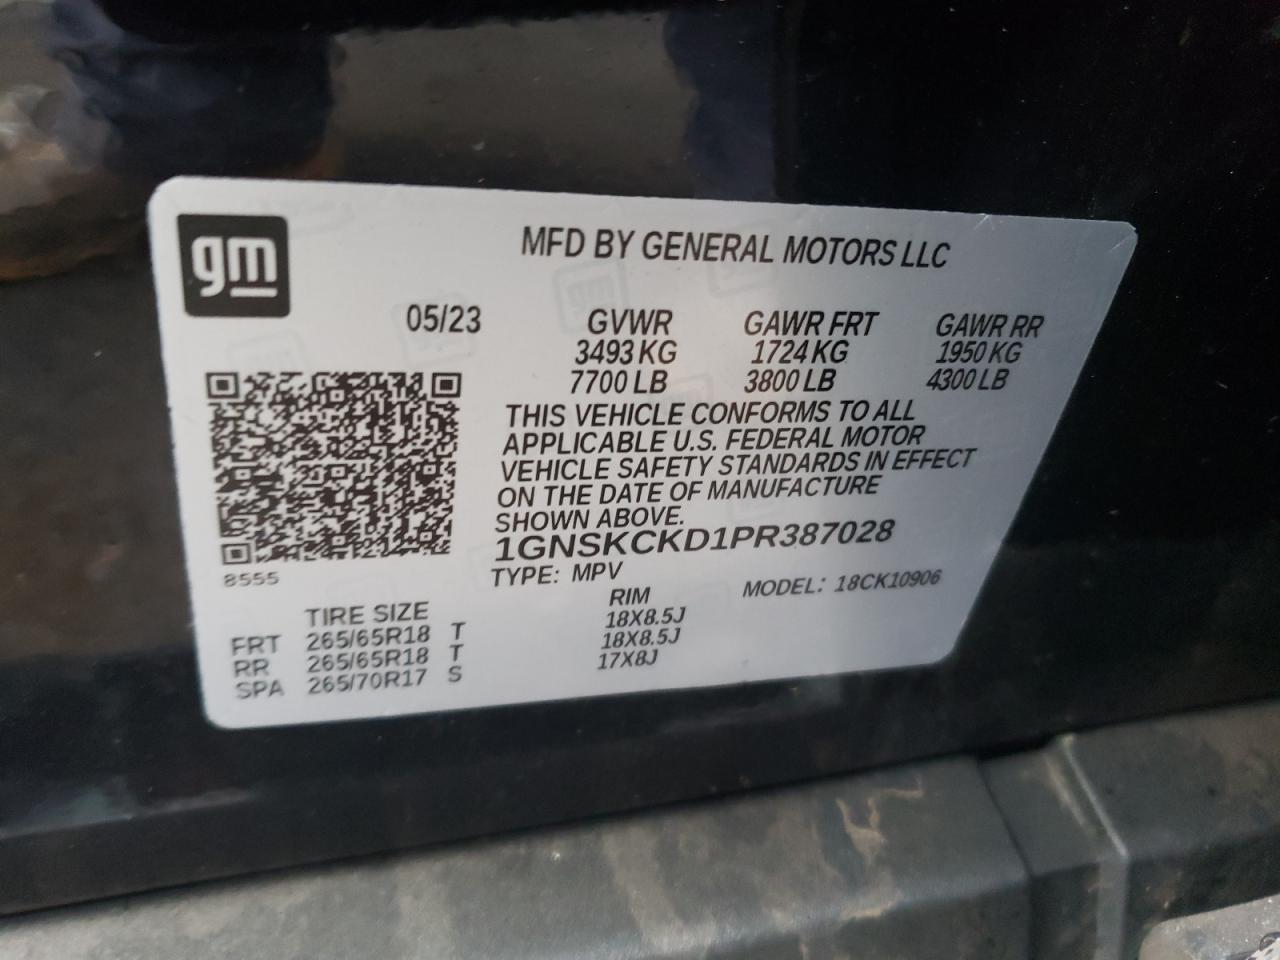 gm
MFD BY GENERAL MOTORS LLC
05/23
GVWR GAWR FRT GAWR RR
3493 KG 1724 KG 1950 KG
7700 LB 3800 LB 4300 LB
THIS VEHICLE CONFORMS TO ALL
APPLICABLE U.S. FEDERAL MOTOR
VEHICLE SAFETY STANDARDS IN EFFECT
ON THE DATE OF MANUFACTURE
SHOWN ABOVE.
1GNSKCKD1PR387028
8555
TYPE: MPV MODEL: 18CK10906
TIRE SIZE RIM
FRT 265/65R18 T 18X8.5J
RR 265/65R18 T 18X8.5J
SPA 265/70R17 S 17X8J